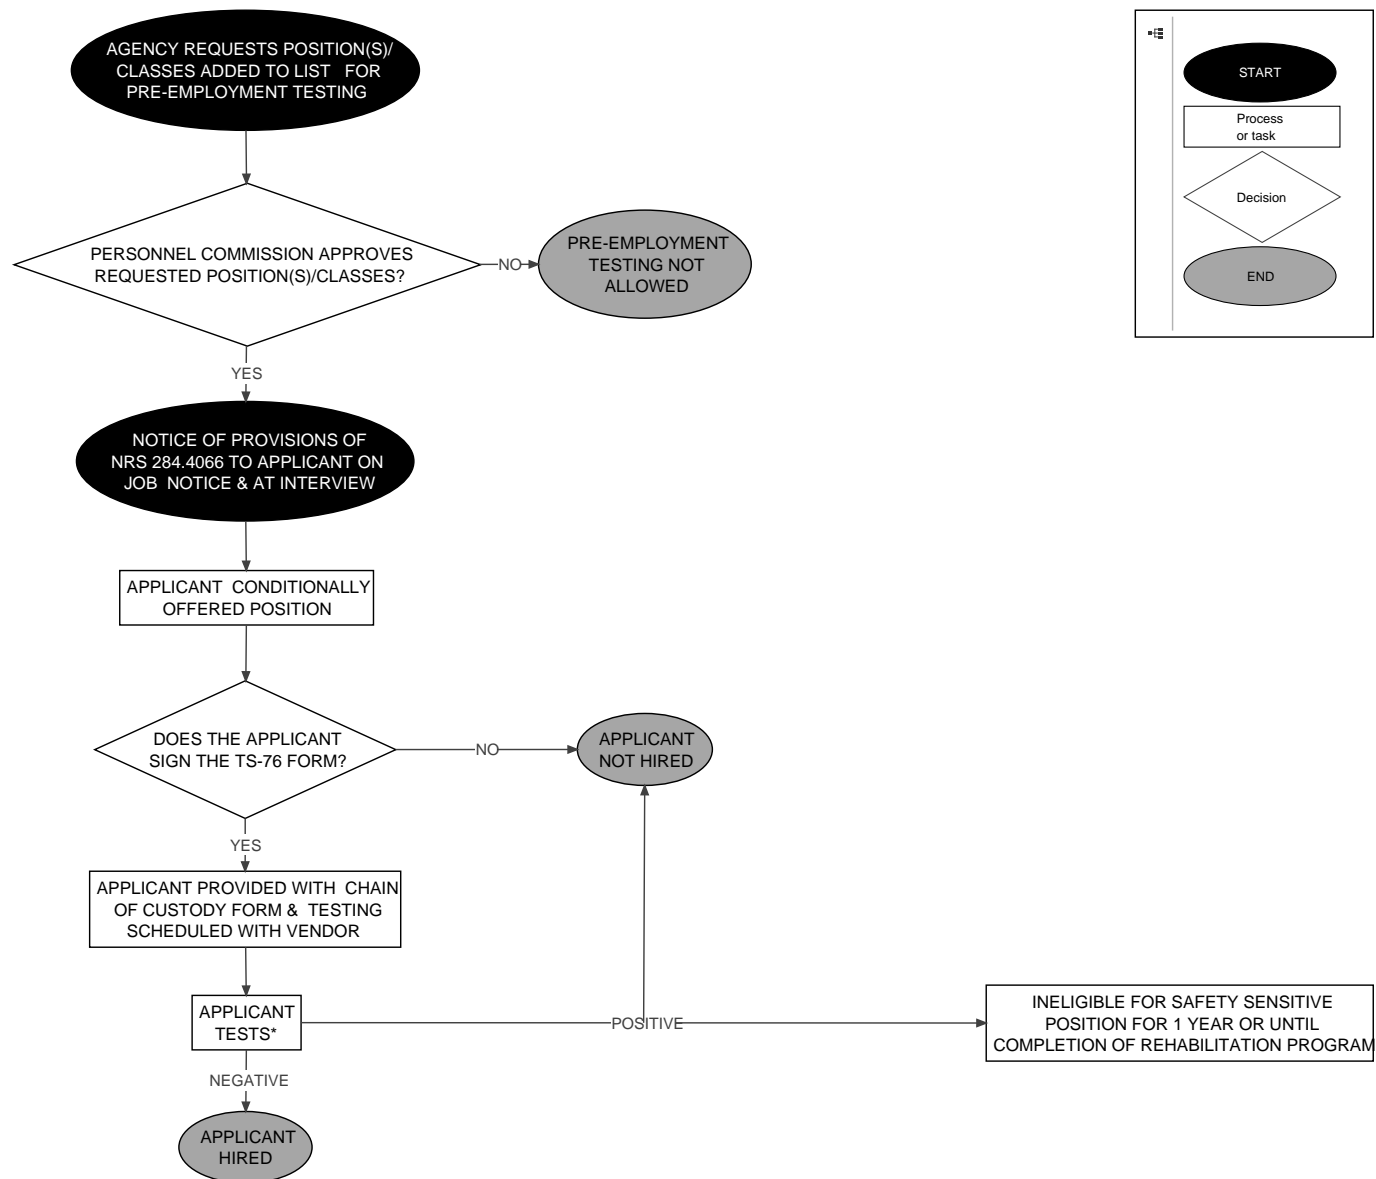 AGENCY REQUESTS POSITION(S)/
CLASSES ADDED TO LIST FOR
PRE-EMPLOYMENT TESTING
START
Process
or task
Decision
END
PERSONNEL COMMISSION APPROVES
REQUESTED POSITION(S)/CLASSES?
NO
PRE-EMPLOYMENT
TESTING NOT
ALLOWED
YES
NOTICE OF PROVISIONS OF
NRS 284.4066 TO APPLICANT ON
JOB NOTICE & AT INTERVIEW
APPLICANT CONDITIONALLY
OFFERED POSITION
DOES THE APPLICANT
SIGN THE TS-76 FORM?
NO
APPLICANT
NOT HIRED
YES
APPLICANT PROVIDED WITH CHAIN
OF CUSTODY FORM & TESTING
SCHEDULED WITH VENDOR
APPLICANT
TESTS*
POSITIVE
INELIGIBLE FOR SAFETY SENSITIVE
POSITION FOR 1 YEAR OR UNTIL
COMPLETION OF REHABILITATION PROGRAM
NEGATIVE
APPLICANT
HIRED